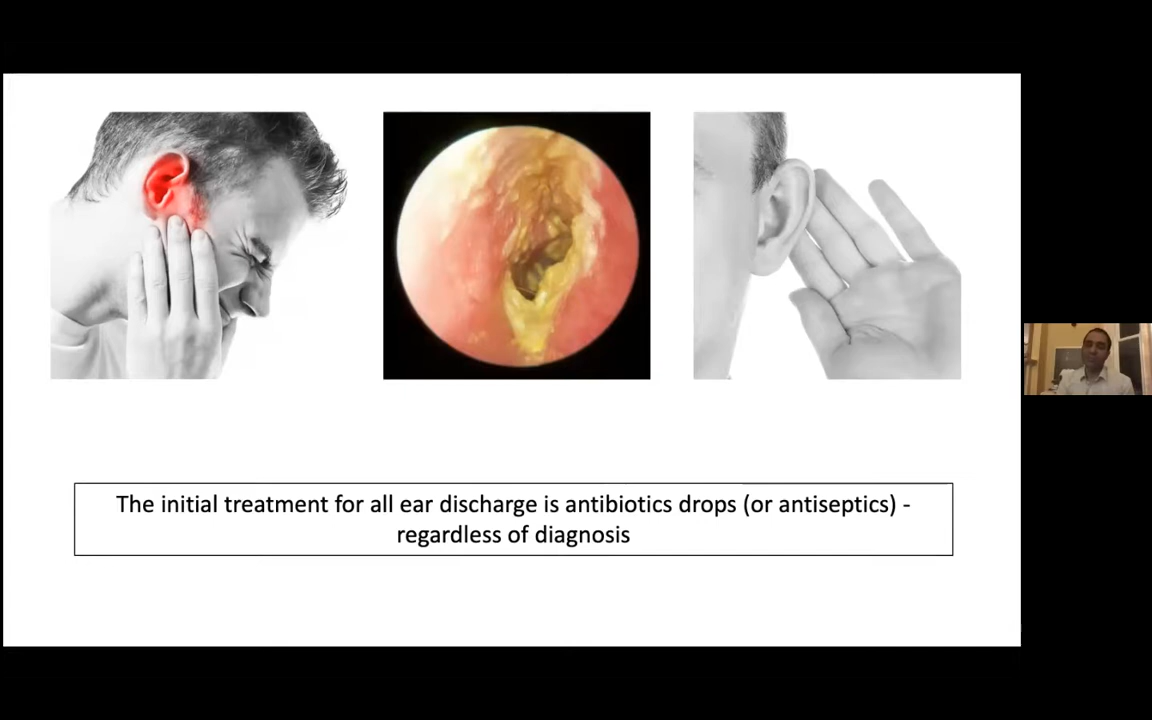 The initial treatment for all ear discharge is antibiotics drops (or antiseptics) -
regardless of diagnosis